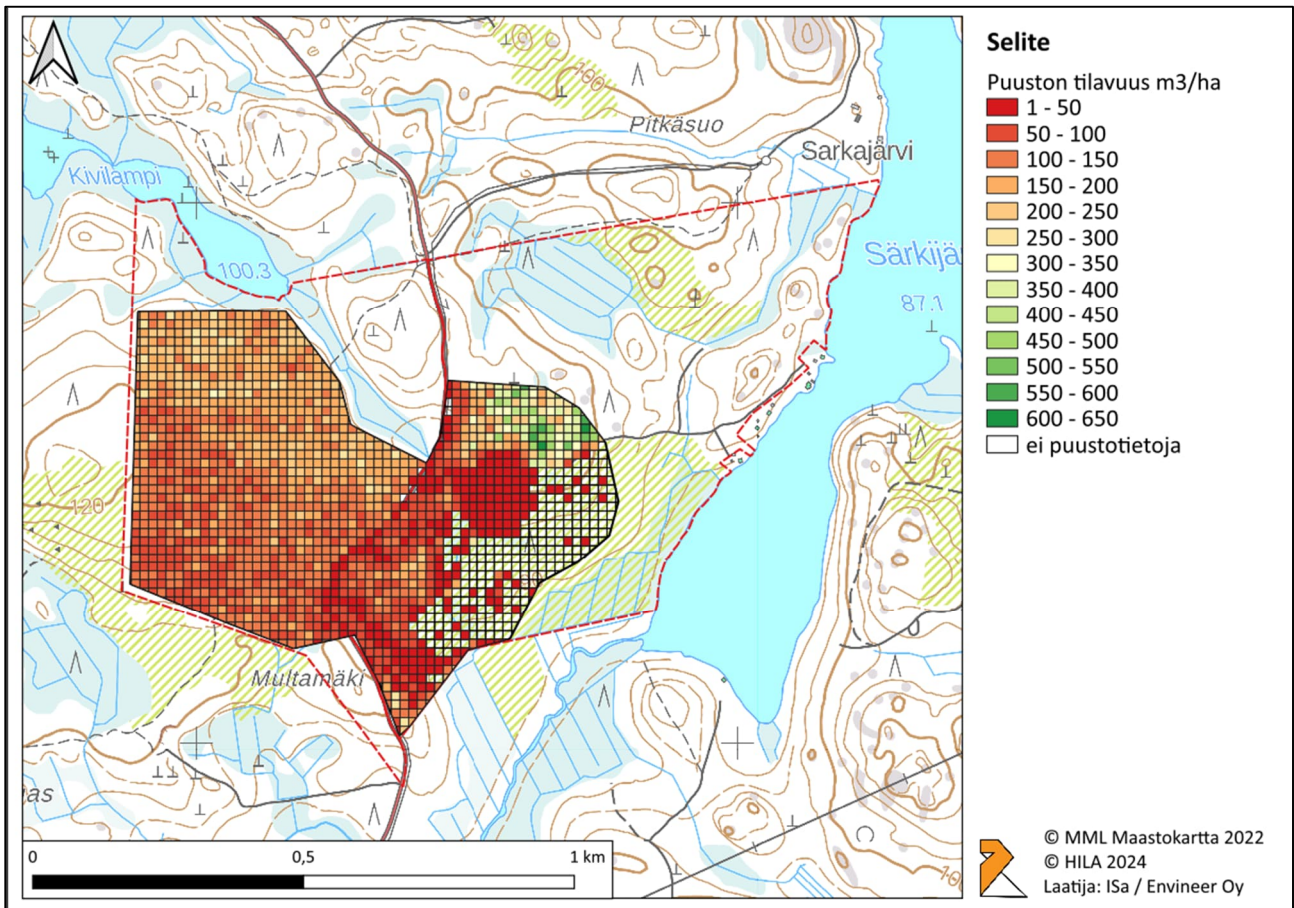 Selite
Puuston tilavuus m3/ha
1 - 50
50 - 100
100 - 150
150 - 200
200 - 250
250 - 300
300 - 350
350 - 400
400 - 450
450 - 500
500 - 550
550 - 600
600 - 650
ei puustotietoja
100
Pitkäsuo
Sarkajärvi
Kivilampi
100.3
Särkijä
87.1
120
Multamäki
as
100
0
0,5
1 km
© MML Maastokartta 2022
© HILA 2024
Laatija: ISa / Envineer Oy